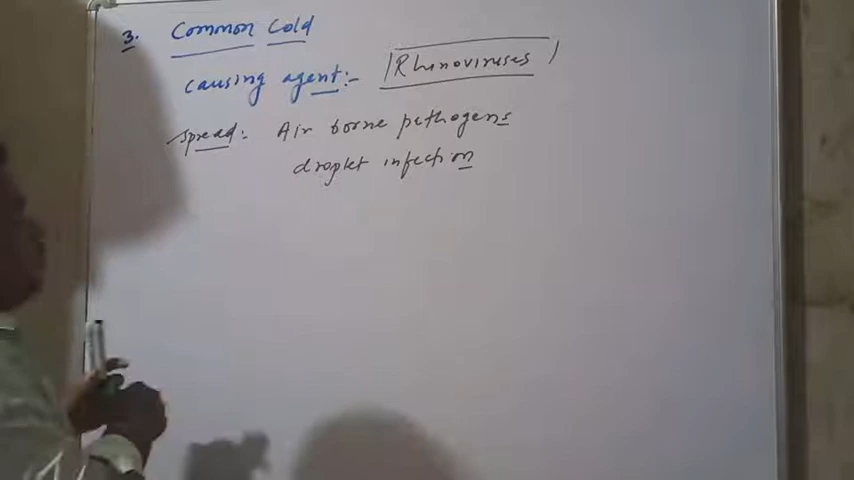 3. Common Cold
causing agent:- Rhinoviruses
spread: Air borne pathogens
droplet infection